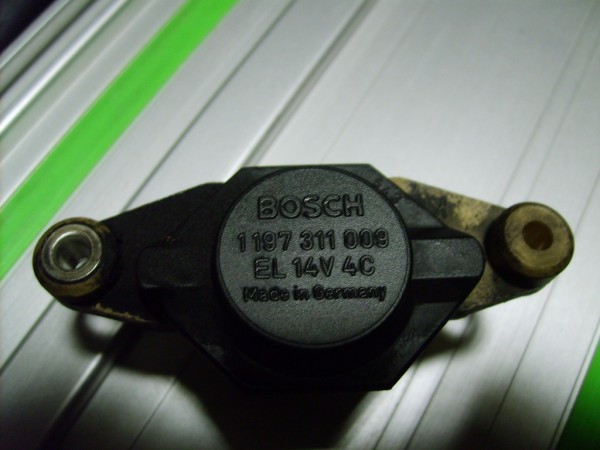 BOSCH
1 197 311 009
EL 14V 4C
Made in Germany